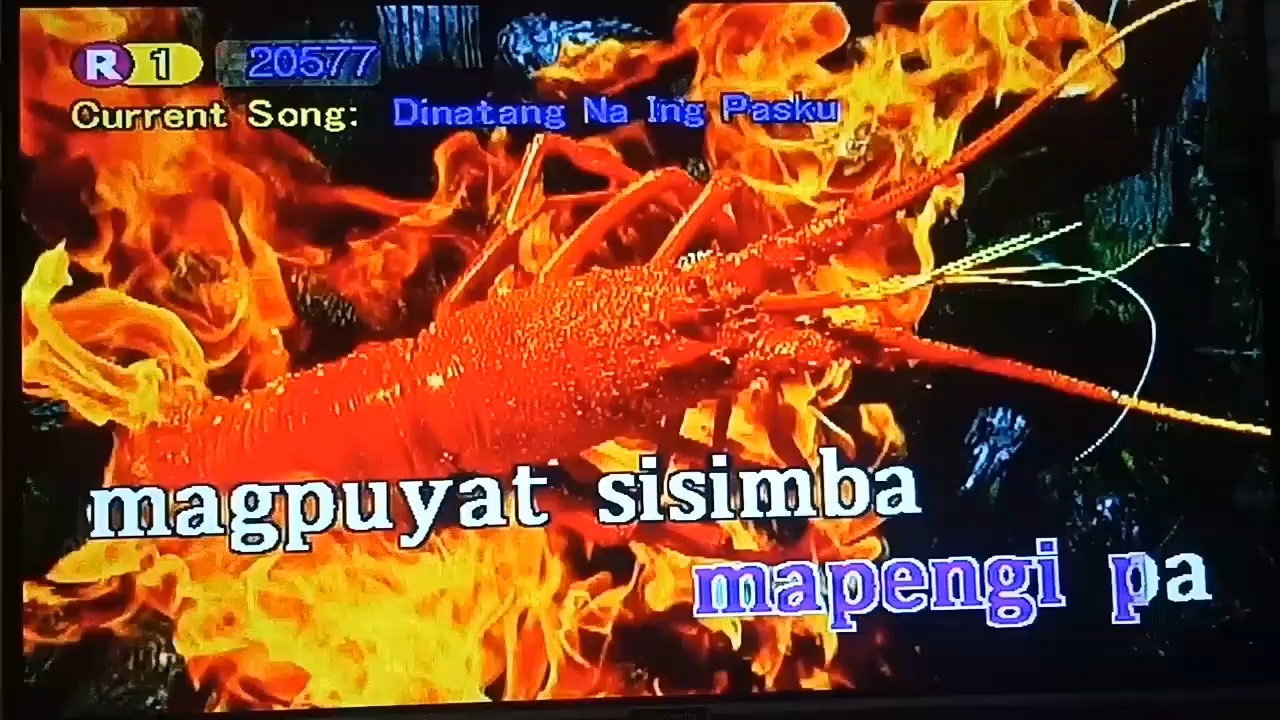 R 1 20577
Current Song: Dinatang Na Ing Pasku
magpuyat sisimba
mapengi pa